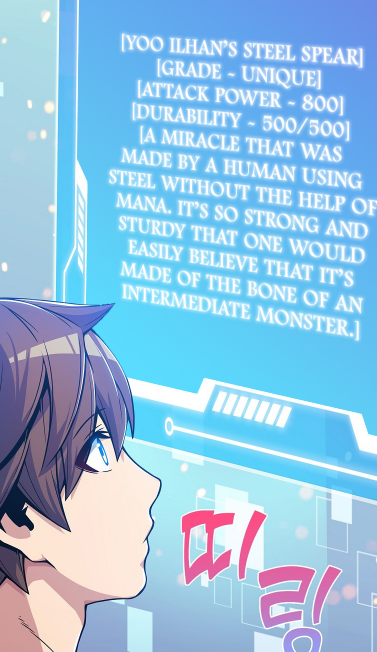 [YOO ILHAN'S STEEL SPEAR]
[GRADE - UNIQUE]
[ATTACK POWER - 800]
[DURABILITY - 500/500]
[A MIRACLE THAT WAS
MADE BY A HUMAN USING
STEEL WITHOUT THE HELP OF
MANA. IT'S SO STRONG AND
STURDY THAT ONE WOULD
EASILY BELIEVE THAT IT'S
MADE OF THE BONE OF AN
INTERMEDIATE MONSTER.]
띠
링